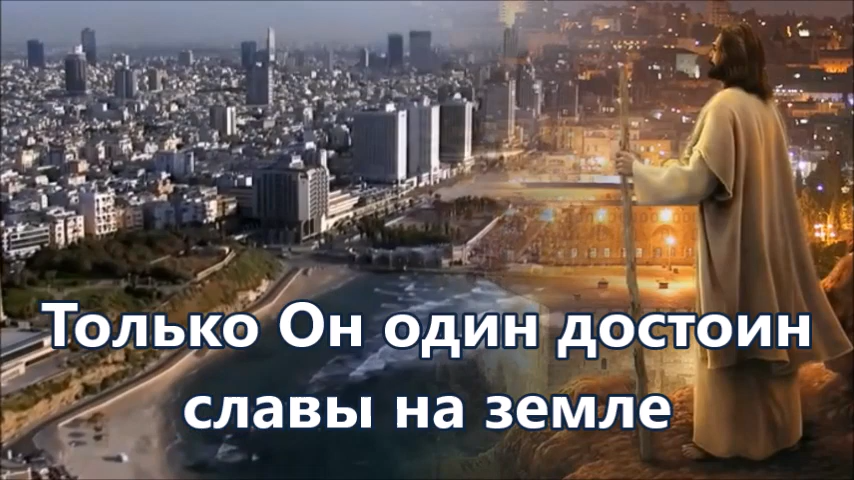 Только Он один достоин
славы на земле